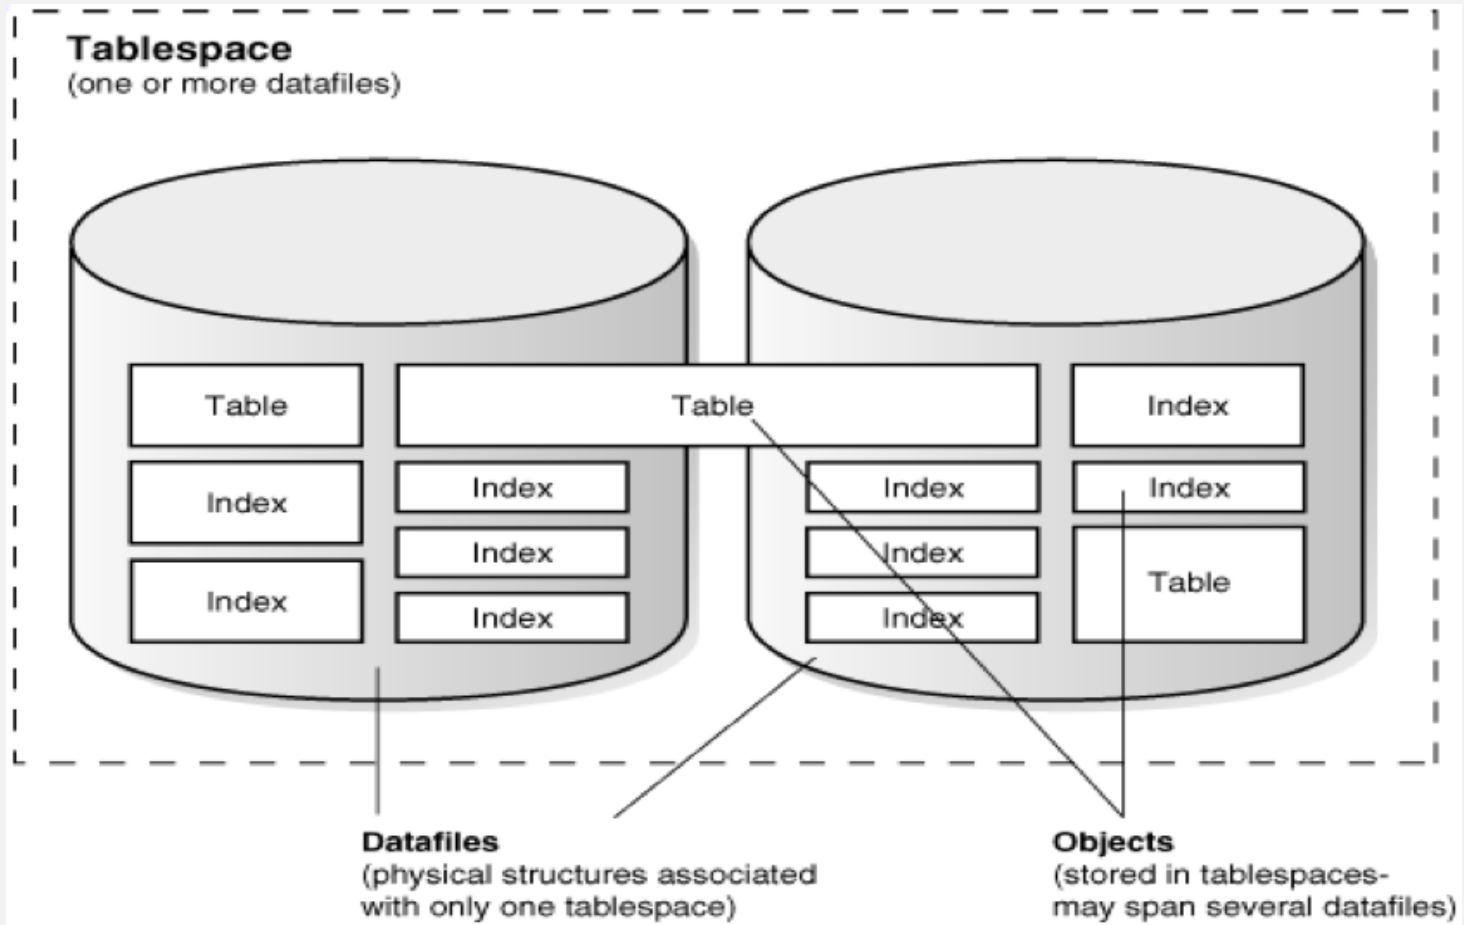 Tablespace
(one or more datafiles)
Table
Table
Index
Index
Index
Index
Index
Index
Index
Index
Table
Index
Index
Index
Datafiles
(physical structures associated
with only one tablespace)
Objects
(stored in tablespaces-
may span several datafiles)